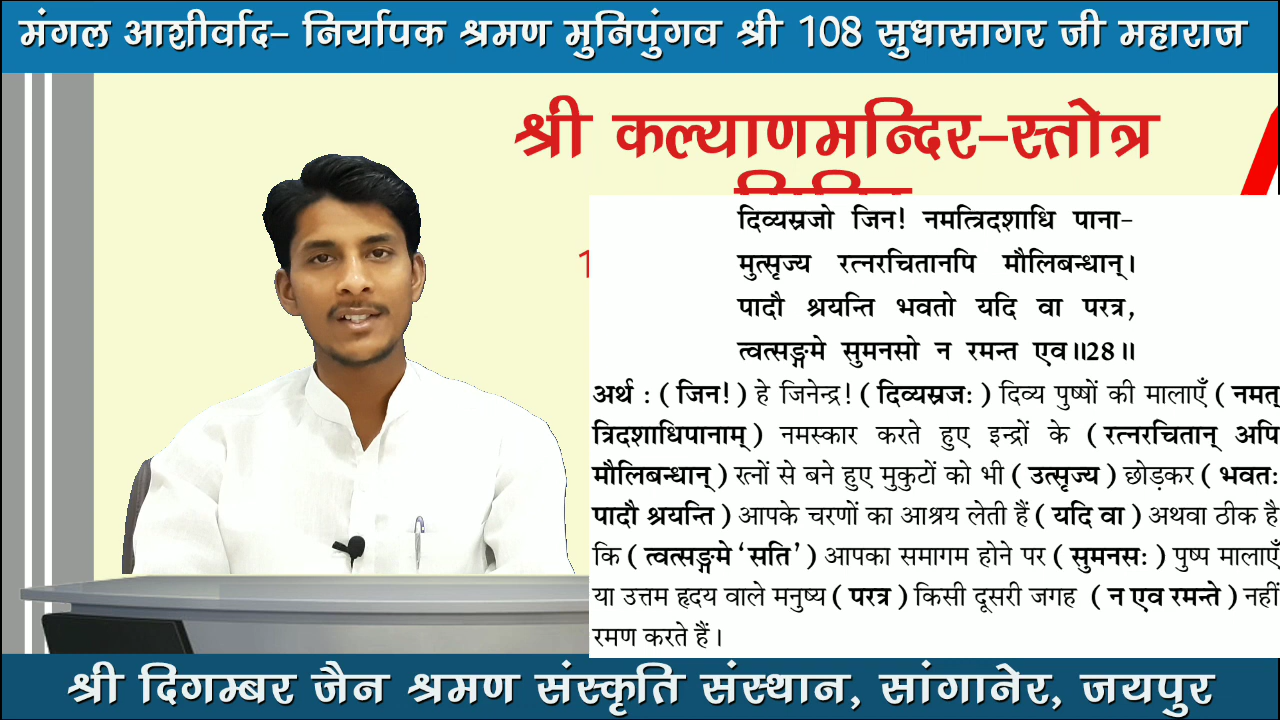 मंगल आशीर्वाद- निर्यापक श्रमण मुनिपुंगव श्री 108 सुधासागर जी महाराज
श्री कल्याणमन्दिर-स्तोत्र
दिव्यस्रजो जिन! नमत्त्रिदशाधि पाना-
मुत्सृज्य रत्नरचितानपि मौलिबन्धान्।
पादौ श्रयन्ति भवतो यदि वा परत्र,
त्वत्सङ्गमे सुमनसो न रमन्त एव॥28॥
अर्थ : ( जिन! ) हे जिनेन्द्र! ( दिव्यस्रजः ) दिव्य पुष्षों की मालाएँ ( नमत्
त्रिदशाधिपानाम् ) नमस्कार करते हुए इन्द्रों के ( रत्नरचितान् अपि
मौलिबन्धान् ) रत्नों से बने हुए मुकुटों को भी ( उत्सृज्य ) छोड़कर ( भवतः
पादौ श्रयन्ति ) आपके चरणों का आश्रय लेती हैं ( यदि वा ) अथवा ठीक है
कि ( त्वत्सङ्गमे ‘सति’ ) आपका समागम होने पर ( सुमनसः ) पुष्प मालाएँ
या उत्तम हृदय वाले मनुष्य ( परत्र ) किसी दूसरी जगह ( न एव रमन्ते ) नहीं
रमण करते हैं।
श्री दिगम्बर जैन श्रमण संस्कृति संस्थान, सांगानेर, जयपुर